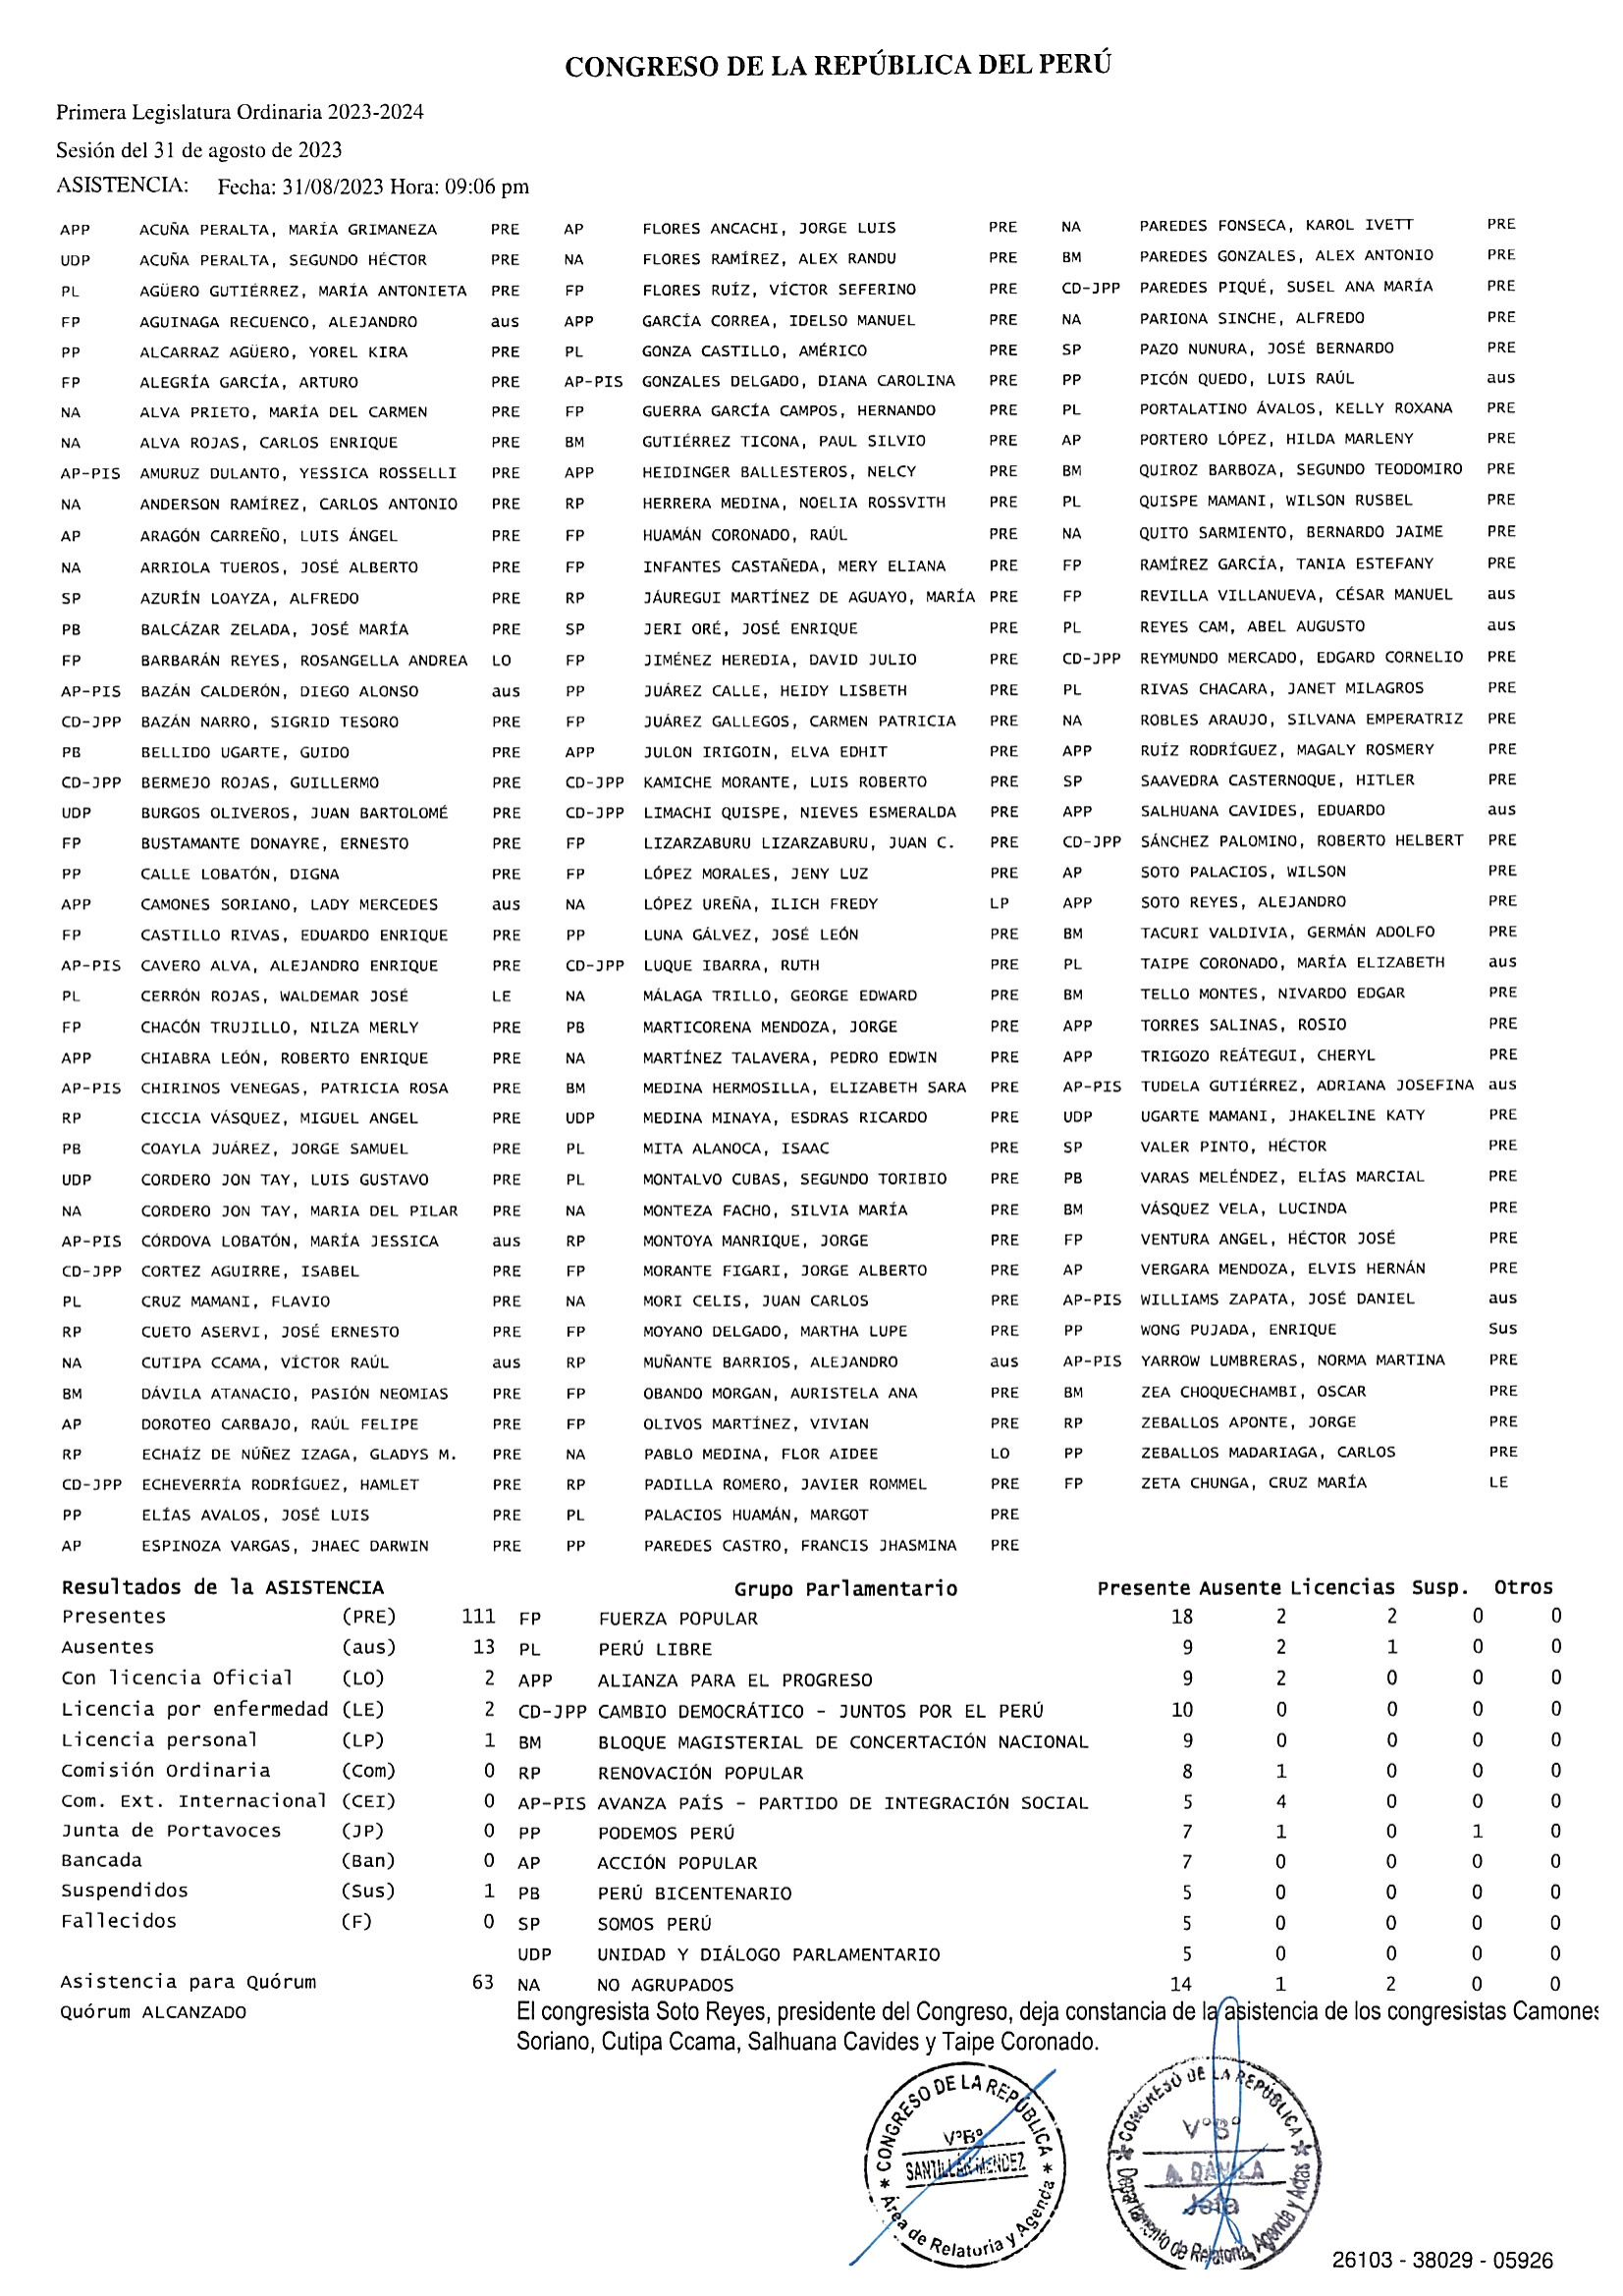 CONGRESO DE LA REPÚBLICA DEL PERÚ
Primera Legislatura Ordinaria 2023-2024
Sesión del 31 de agosto de 2023
ASISTENCIA: Fecha: 31/08/2023 Hora: 09:06 pm
APP ACUÑA PERALTA, MARÍA GRIMANEZA PRE AP FLORES ANCACHI, JORGE LUIS PRE NA PAREDES FONSECA, KAROL IVETT PRE
UDP ACUÑA PERALTA, SEGUNDO HÉCTOR PRE NA FLORES RAMÍREZ, ALEX RANDU PRE BM PAREDES GONZALES, ALEX ANTONIO PRE
PL AGÜERO GUTIÉRREZ, MARÍA ANTONIETA PRE FP FLORES RUÍZ, VÍCTOR SEFERINO PRE CD-JPP PAREDES PIQUÉ, SUSEL ANA MARÍA PRE
FP AGUINAGA RECUENCO, ALEJANDRO aus APP GARCÍA CORREA, IDELSO MANUEL PRE NA PARIONA SINCHE, ALFREDO PRE
PP ALCARRAZ AGÜERO, YOREL KIRA PRE PL GONZA CASTILLO, AMÉRICO PRE SP PAZO NUNURA, JOSÉ BERNARDO PRE
FP ALEGRÍA GARCÍA, ARTURO PRE AP-PIS GONZALES DELGADO, DIANA CAROLINA PRE PP PICÓN QUEDO, LUIS RAÚL aus
NA ALVA PRIETO, MARÍA DEL CARMEN PRE FP GUERRA GARCÍA CAMPOS, HERNANDO PRE PL PORTALATINO ÁVALOS, KELLY ROXANA PRE
NA ALVA ROJAS, CARLOS ENRIQUE PRE BM GUTIÉRREZ TICONA, PAUL SILVIO PRE AP PORTERO LÓPEZ, HILDA MARLENY PRE
AP-PIS AMURUZ DULANTO, YESSICA ROSSELLI PRE APP HEIDINGER BALLESTEROS, NELCY PRE BM QUIROZ BARBOZA, SEGUNDO TEODOMIRO PRE
NA ANDERSON RAMÍREZ, CARLOS ANTONIO PRE RP HERRERA MEDINA, NOELIA ROSSVITH PRE PL QUISPE MAMANI, WILSON RUSBEL PRE
AP ARAGÓN CARREÑO, LUIS ÁNGEL PRE FP HUAMÁN CORONADO, RAÚL PRE NA QUITO SARMIENTO, BERNARDO JAIME PRE
NA ARRIOLA TUEROS, JOSÉ ALBERTO PRE FP INFANTES CASTAÑEDA, MERY ELIANA PRE FP RAMÍREZ GARCÍA, TANIA ESTEFANY PRE
SP AZURÍN LOAYZA, ALFREDO PRE RP JÁUREGUI MARTÍNEZ DE AGUAYO, MARÍA PRE FP REVILLA VILLANUEVA, CÉSAR MANUEL aus
PB BALCÁZAR ZELADA, JOSÉ MARÍA PRE SP JERI ORÉ, JOSÉ ENRIQUE PRE PL REYES CAM, ABEL AUGUSTO aus
FP BARBARÁN REYES, ROSANGELLA ANDREA LO FP JIMÉNEZ HEREDIA, DAVID JULIO PRE CD-JPP REYMUNDO MERCADO, EDGARD CORNELIO PRE
AP-PIS BAZÁN CALDERÓN, DIEGO ALONSO aus PP JUÁREZ CALLE, HEIDY LISBETH PRE PL RIVAS CHACARA, JANET MILAGROS PRE
CD-JPP BAZÁN NARRO, SIGRID TESORO PRE FP JUÁREZ GALLEGOS, CARMEN PATRICIA PRE NA ROBLES ARAUJO, SILVANA EMPERATRIZ PRE
PB BELLIDO UGARTE, GUIDO PRE APP JULON IRIGOIN, ELVA EDHIT PRE APP RUÍZ RODRÍGUEZ, MAGALY ROSMERY PRE
CD-JPP BERMEJO ROJAS, GUILLERMO PRE CD-JPP KAMICHE MORANTE, LUIS ROBERTO PRE SP SAAVEDRA CASTERNOQUE, HITLER PRE
UDP BURGOS OLIVEROS, JUAN BARTOLOMÉ PRE CD-JPP LIMACHI QUISPE, NIEVES ESMERALDA PRE APP SALHUANA CAVIDES, EDUARDO aus
FP BUSTAMANTE DONAYRE, ERNESTO PRE FP LIZARZABURU LIZARZABURU, JUAN C. PRE CD-JPP SÁNCHEZ PALOMINO, ROBERTO HELBERT PRE
PP CALLE LOBATÓN, DIGNA PRE FP LÓPEZ MORALES, JENY LUZ PRE AP SOTO PALACIOS, WILSON PRE
APP CAMONES SORIANO, LADY MERCEDES aus NA LÓPEZ UREÑA, ILICH FREDY LP APP SOTO REYES, ALEJANDRO PRE
FP CASTILLO RIVAS, EDUARDO ENRIQUE PRE PP LUNA GÁLVEZ, JOSÉ LEÓN PRE BM TACURI VALDIVIA, GERMÁN ADOLFO PRE
AP-PIS CAVERO ALVA, ALEJANDRO ENRIQUE PRE CD-JPP LUQUE IBARRA, RUTH PRE PL TAIPE CORONADO, MARÍA ELIZABETH aus
PL CERRÓN ROJAS, WALDEMAR JOSÉ LE NA MÁLAGA TRILLO, GEORGE EDWARD PRE BM TELLO MONTES, NIVARDO EDGAR PRE
FP CHACÓN TRUJILLO, NILZA MERLY PRE PB MARTICORENA MENDOZA, JORGE PRE APP TORRES SALINAS, ROSIO PRE
APP CHIABRA LEÓN, ROBERTO ENRIQUE PRE NA MARTÍNEZ TALAVERA, PEDRO EDWIN PRE APP TRIGOZO REÁTEGUI, CHERYL PRE
AP-PIS CHIRINOS VENEGAS, PATRICIA ROSA PRE BM MEDINA HERMOSILLA, ELIZABETH SARA PRE AP-PIS TUDELA GUTIÉRREZ, ADRIANA JOSEFINA aus
RP CICCIA VÁSQUEZ, MIGUEL ANGEL PRE UDP MEDINA MINAYA, ESDRAS RICARDO PRE UDP UGARTE MAMANI, JHAKELINE KATY PRE
PB COAYLA JUÁREZ, JORGE SAMUEL PRE PL MITA ALANOCA, ISAAC PRE SP VALER PINTO, HÉCTOR PRE
UDP CORDERO JON TAY, LUIS GUSTAVO PRE PL MONTALVO CUBAS, SEGUNDO TORIBIO PRE PB VARAS MELÉNDEZ, ELÍAS MARCIAL PRE
NA CORDERO JON TAY, MARIA DEL PILAR PRE NA MONTEZA FACHO, SILVIA MARÍA PRE BM VÁSQUEZ VELA, LUCINDA PRE
AP-PIS CÓRDOVA LOBATÓN, MARÍA JESSICA aus RP MONTOYA MANRIQUE, JORGE PRE FP VENTURA ANGEL, HÉCTOR JOSÉ PRE
CD-JPP CORTEZ AGUIRRE, ISABEL PRE FP MORANTE FIGARI, JORGE ALBERTO PRE AP VERGARA MENDOZA, ELVIS HERNÁN PRE
PL CRUZ MAMANI, FLAVIO PRE NA MORI CELIS, JUAN CARLOS PRE AP-PIS WILLIAMS ZAPATA, JOSÉ DANIEL aus
RP CUETO ASERVI, JOSÉ ERNESTO PRE FP MOYANO DELGADO, MARTHA LUPE PRE PP WONG PUJADA, ENRIQUE Sus
NA CUTIPA CCAMA, VÍCTOR RAÚL aus RP MUÑANTE BARRIOS, ALEJANDRO aus AP-PIS YARROW LUMBRERAS, NORMA MARTINA PRE
BM DÁVILA ATANACIO, PASIÓN NEOMIAS PRE FP OBANDO MORGAN, AURISTELA ANA PRE BM ZEA CHOQUECHAMBI, OSCAR PRE
AP DOROTEO CARBAJO, RAÚL FELIPE PRE FP OLIVOS MARTÍNEZ, VIVIAN PRE RP ZEBALLOS APONTE, JORGE PRE
RP ECHAÍZ DE NÚÑEZ IZAGA, GLADYS M. PRE NA PABLO MEDINA, FLOR AIDEE LO PP ZEBALLOS MADARIAGA, CARLOS PRE
CD-JPP ECHEVERRÍA RODRÍGUEZ, HAMLET PRE RP PADILLA ROMERO, JAVIER ROMMEL PRE FP ZETA CHUNGA, CRUZ MARÍA LE
PP ELÍAS AVALOS, JOSÉ LUIS PRE PL PALACIOS HUAMÁN, MARGOT PRE
AP ESPINOZA VARGAS, JHAEC DARWIN PRE PP PAREDES CASTRO, FRANCIS JHASMINA PRE
Resultados de la ASISTENCIA Grupo Parlamentario Presente Ausente Licencias Susp. Otros
Presentes (PRE) 111 FP FUERZA POPULAR 18 2 2 0 0
Ausentes (aus) 13 PL PERÚ LIBRE 9 2 1 0 0
Con licencia Oficial (LO) 2 APP ALIANZA PARA EL PROGRESO 9 2 0 0 0
Licencia por enfermedad (LE) 2 CD-JPP CAMBIO DEMOCRÁTICO - JUNTOS POR EL PERÚ 10 0 0 0 0
Licencia personal (LP) 1 BM BLOQUE MAGISTERIAL DE CONCERTACIÓN NACIONAL 9 0 0 0 0
Comisión Ordinaria (Com) 0 RP RENOVACIÓN POPULAR 8 1 0 0 0
Com. Ext. Internacional (CEI) 0 AP-PIS AVANZA PAÍS - PARTIDO DE INTEGRACIÓN SOCIAL 5 4 0 0 0
Junta de Portavoces (JP) 0 PP PODEMOS PERÚ 7 1 0 1 0
Bancada (Ban) 0 AP ACCIÓN POPULAR 7 0 0 0 0
Suspendidos (Sus) 1 PB PERÚ BICENTENARIO 5 0 0 0 0
Fallecidos (F) 0 SP SOMOS PERÚ 5 0 0 0 0
UDP UNIDAD Y DIÁLOGO PARLAMENTARIO 5 0 0 0 0
Asistencia para Quórum 63 NA NO AGRUPADOS 14 1 2 0 0
Quórum ALCANZADO
El congresista Soto Reyes, presidente del Congreso, deja constancia de la asistencia de los congresistas Camones
Soriano, Cutipa Ccama, Salhuana Cavides y Taipe Coronado.
CONGRESO DE LA REPÚBLICA
V°B°
SANTILLÁN MENDEZ
Área de Relatoria y Agenda
CONGRESO DE LA REPÚBLICA
V°B°
A. DÁVILA
Jefa
Departamento de Relatoria, Agenda y Actas
26103 - 38029 - 05926